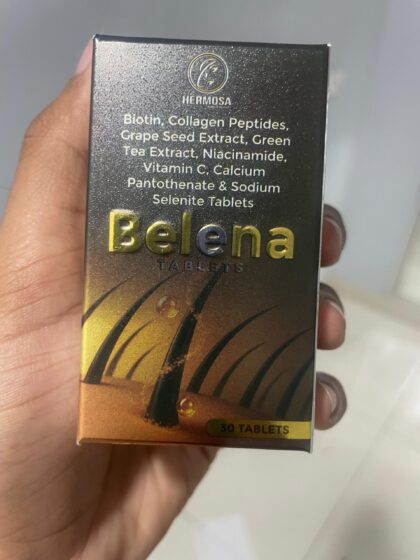 HERMOSA
Biotin, Collagen Peptides,
Grape Seed Extract, Green
Tea Extract, Niacinamide,
Vitamin C, Calcium
Pantothenate & Sodium
Selenite Tablets
Belena
TABLETS
30 TABLETS